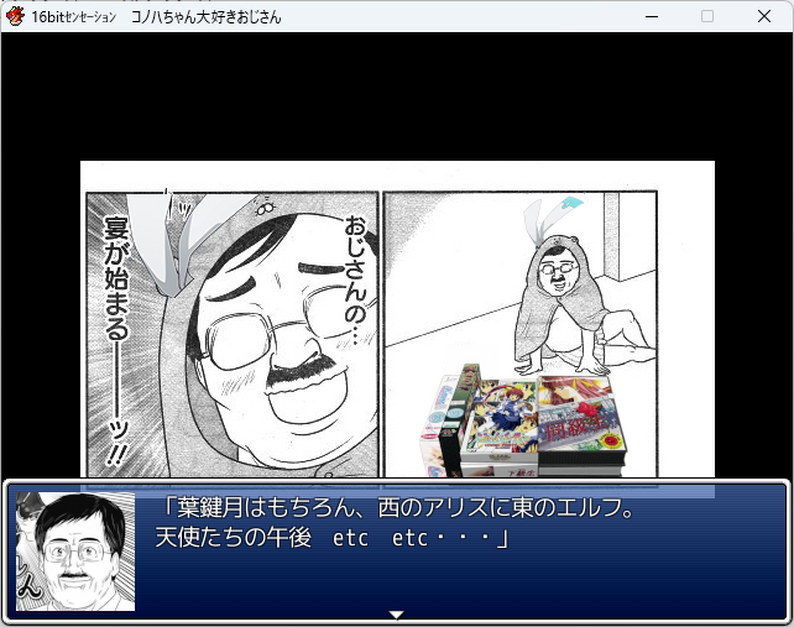 16bitｾﾝｾｰｼｮﾝ　コノハちゃん大好きおじさん
おじさんの…
宴が始まる――――ッ!!
同級生
下級生
「葉鍵月はもちろん、西のアリスに東のエルフ。
天使たちの午後　etc　etc・・・」